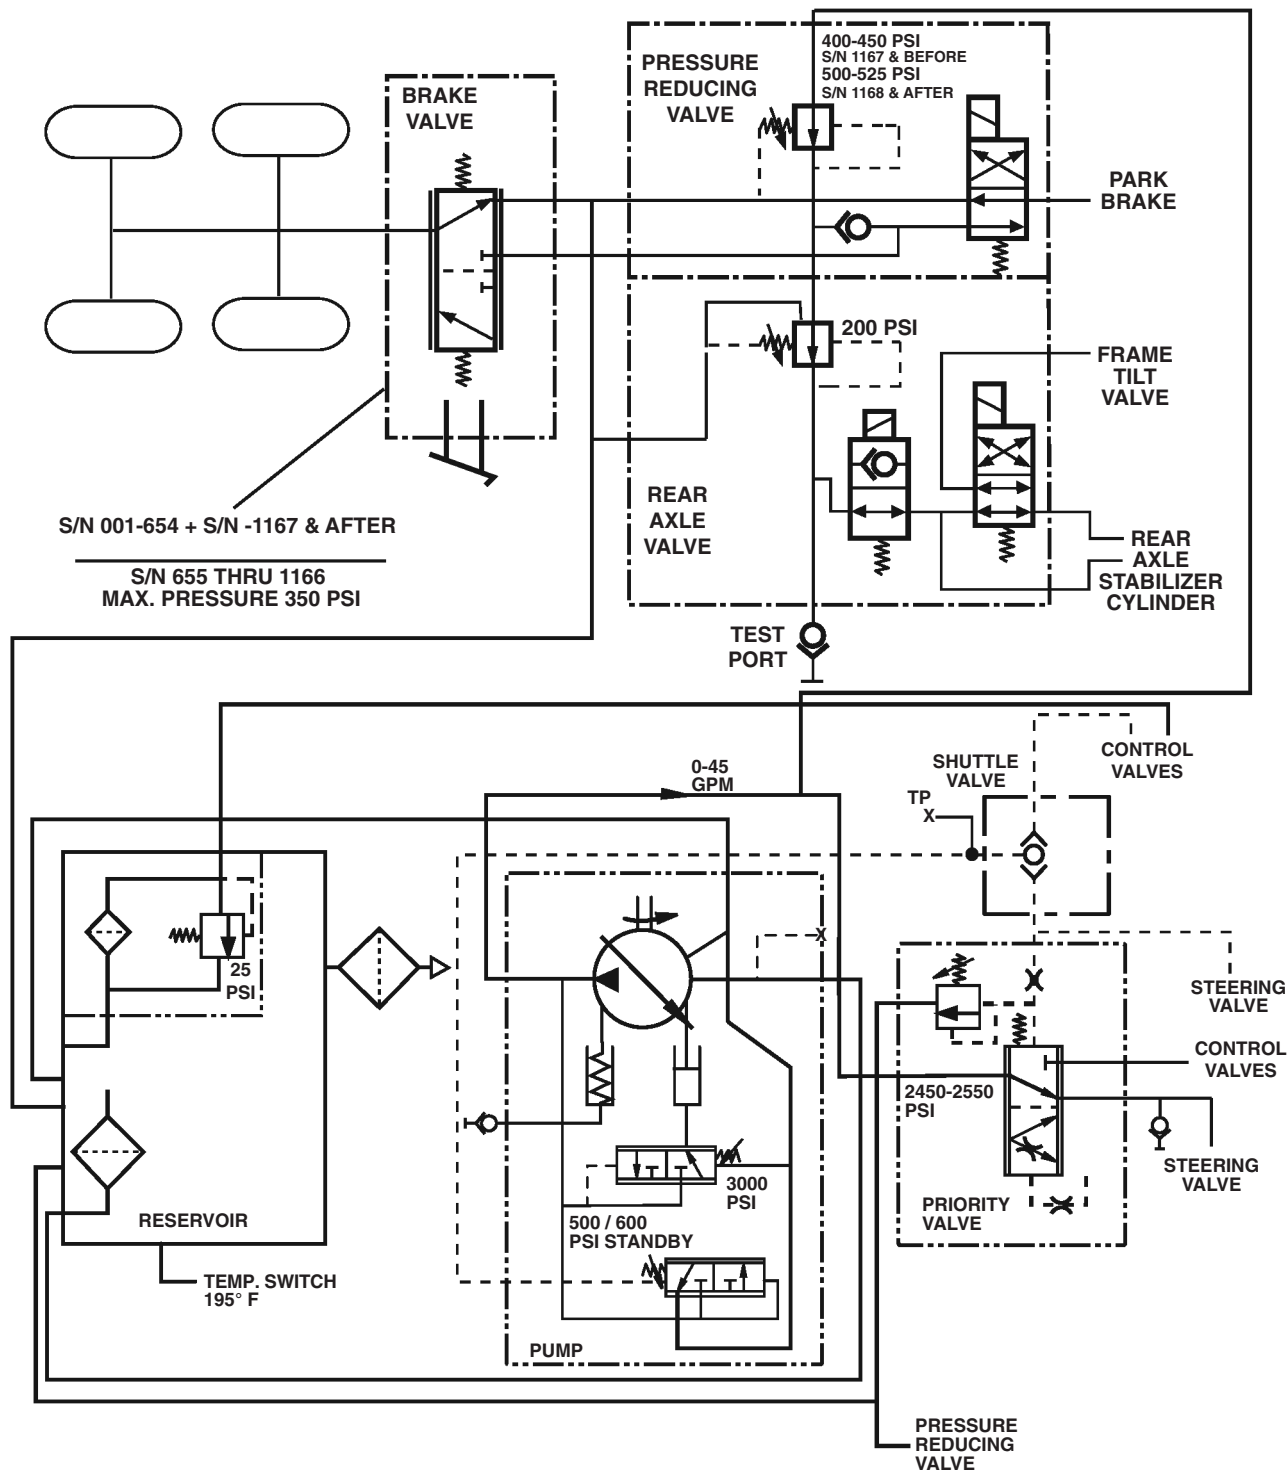 400-450 PSI
S/N 1167 & BEFORE
500-525 PSI
S/N 1168 & AFTER
PRESSURE
REDUCING
VALVE
BRAKE
VALVE
PARK
BRAKE
200 PSI
FRAME
TILT
VALVE
REAR
AXLE
VALVE
S/N 001-654 + S/N -1167 & AFTER
S/N 655 THRU 1166
MAX. PRESSURE 350 PSI
REAR
AXLE
STABILIZER
CYLINDER
TEST
PORT
0-45
GPM
SHUTTLE
VALVE
CONTROL
VALVES
TP
X
X
25
PSI
STEERING
VALVE
CONTROL
VALVES
2450-2550
PSI
STEERING
VALVE
3000
PSI
PRIORITY
VALVE
RESERVOIR
500 / 600
PSI STANDBY
TEMP. SWITCH
195° F
PUMP
PRESSURE
REDUCING
VALVE